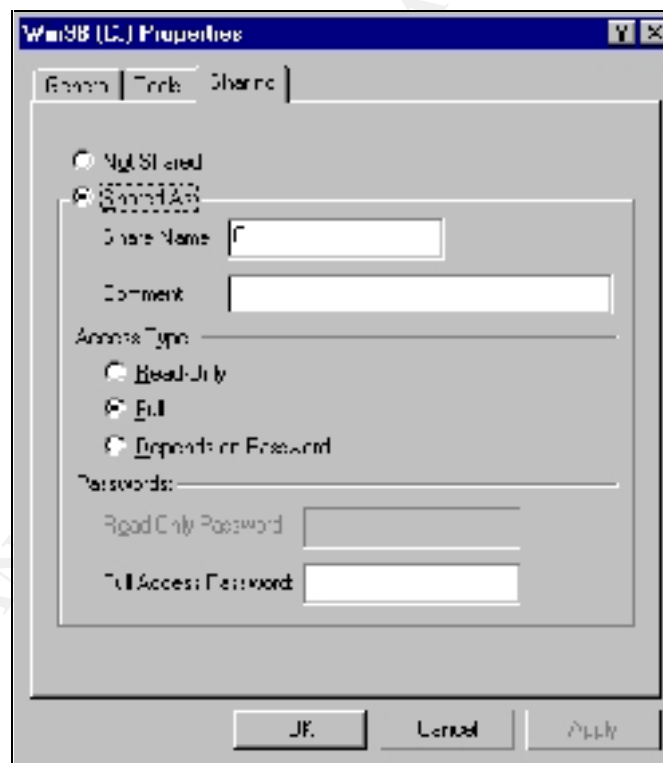 Win98 (C:) Properties
General Tools Sharing
Not Shared
Shared As:
Share Name: C
Comment:
Access Type:
Read-Only
Full
Depends on Password
Passwords:
Read-Only Password:
Full Access Password:
OK Cancel Apply